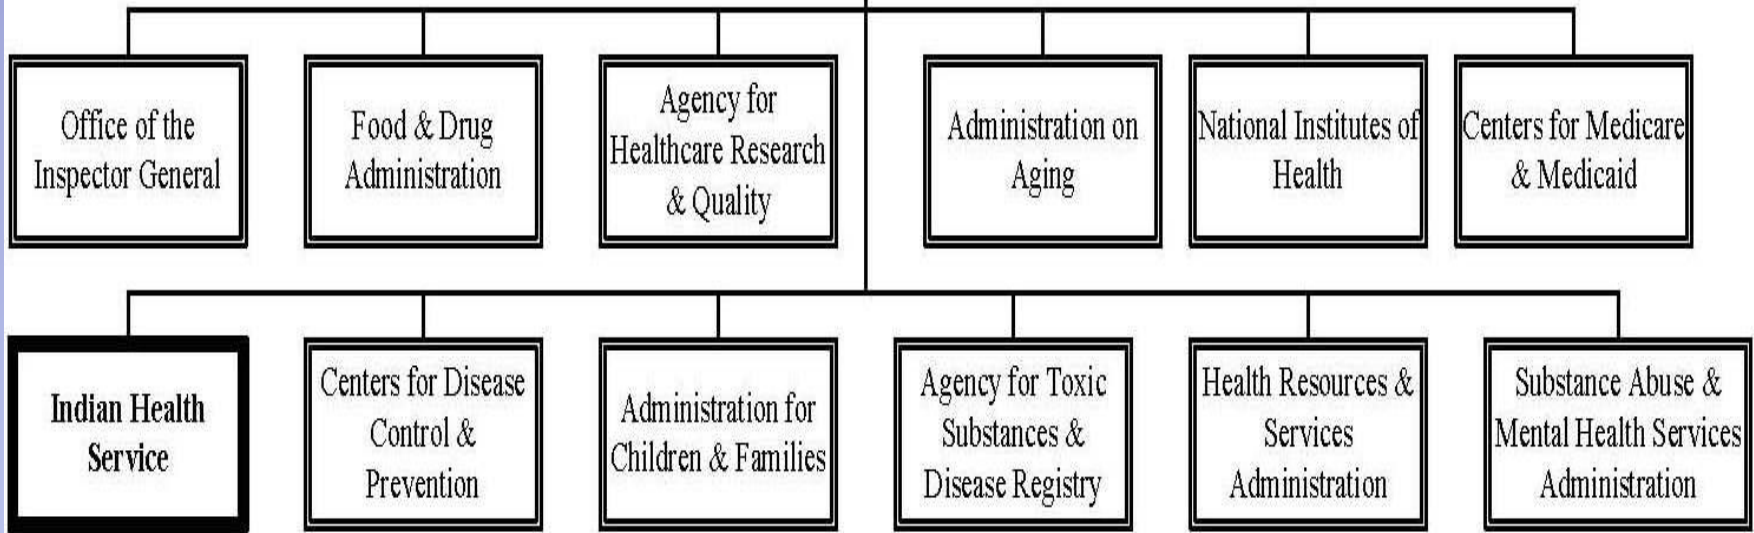 Office of the
Inspector General
Food & Drug
Administration
Agency for
Healthcare Research
& Quality
Administration on
Aging
National Institutes of
Health
Centers for Medicare
& Medicaid
Indian Health
Service
Centers for Disease
Control &
Prevention
Administration for
Children & Families
Agency for Toxic
Substances &
Disease Registry
Health Resources &
Services
Administration
Substance Abuse &
Mental Health Services
Administration